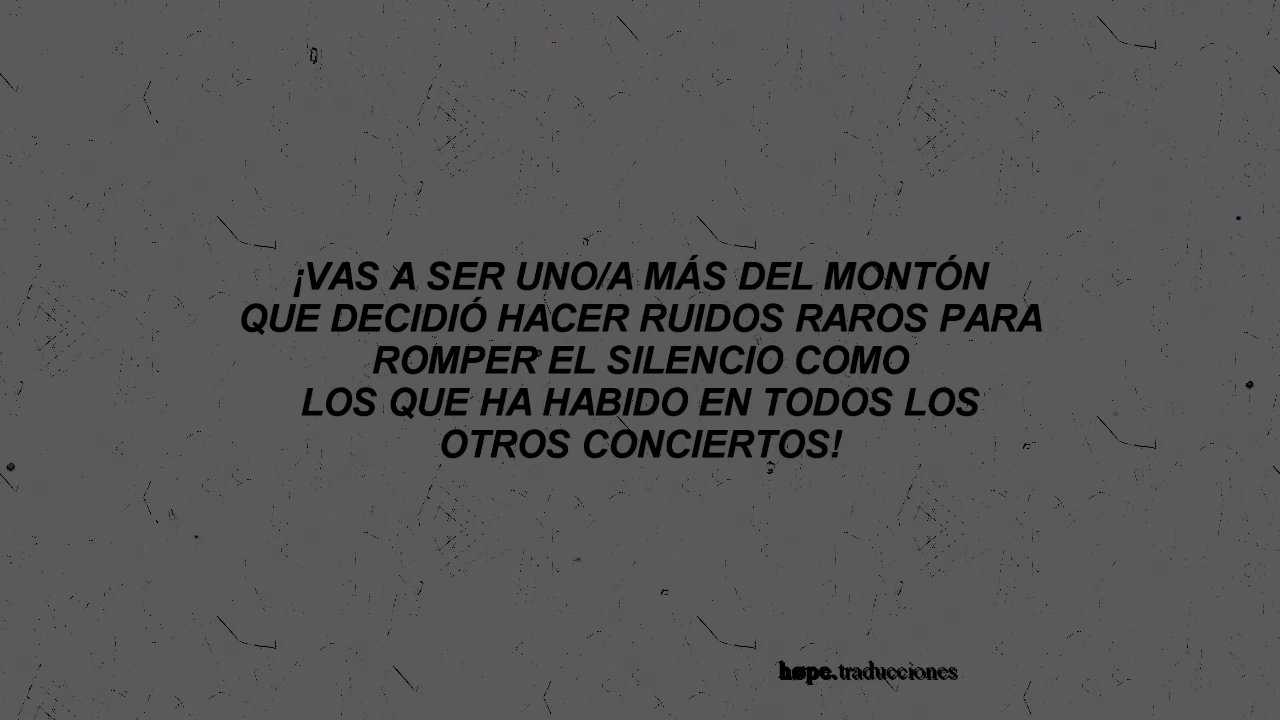 ¡VAS A SER UNO/A MÁS DEL MONTÓN
QUE DECIDIÓ HACER RUIDOS RAROS PARA
ROMPER EL SILENCIO COMO
LOS QUE HA HABIDO EN TODOS LOS
OTROS CONCIERTOS!
høpe.traducciones